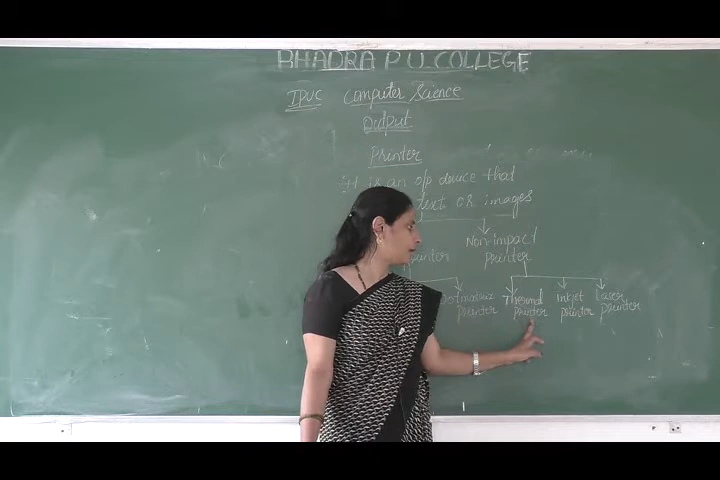 BHADRA P U COLLEGE
IPUC Computer Science
Output
Printer
It is an o/p device that
text or images
Non-impact
printer printer
Thermal Inkjet Laser
printer printer printer printer